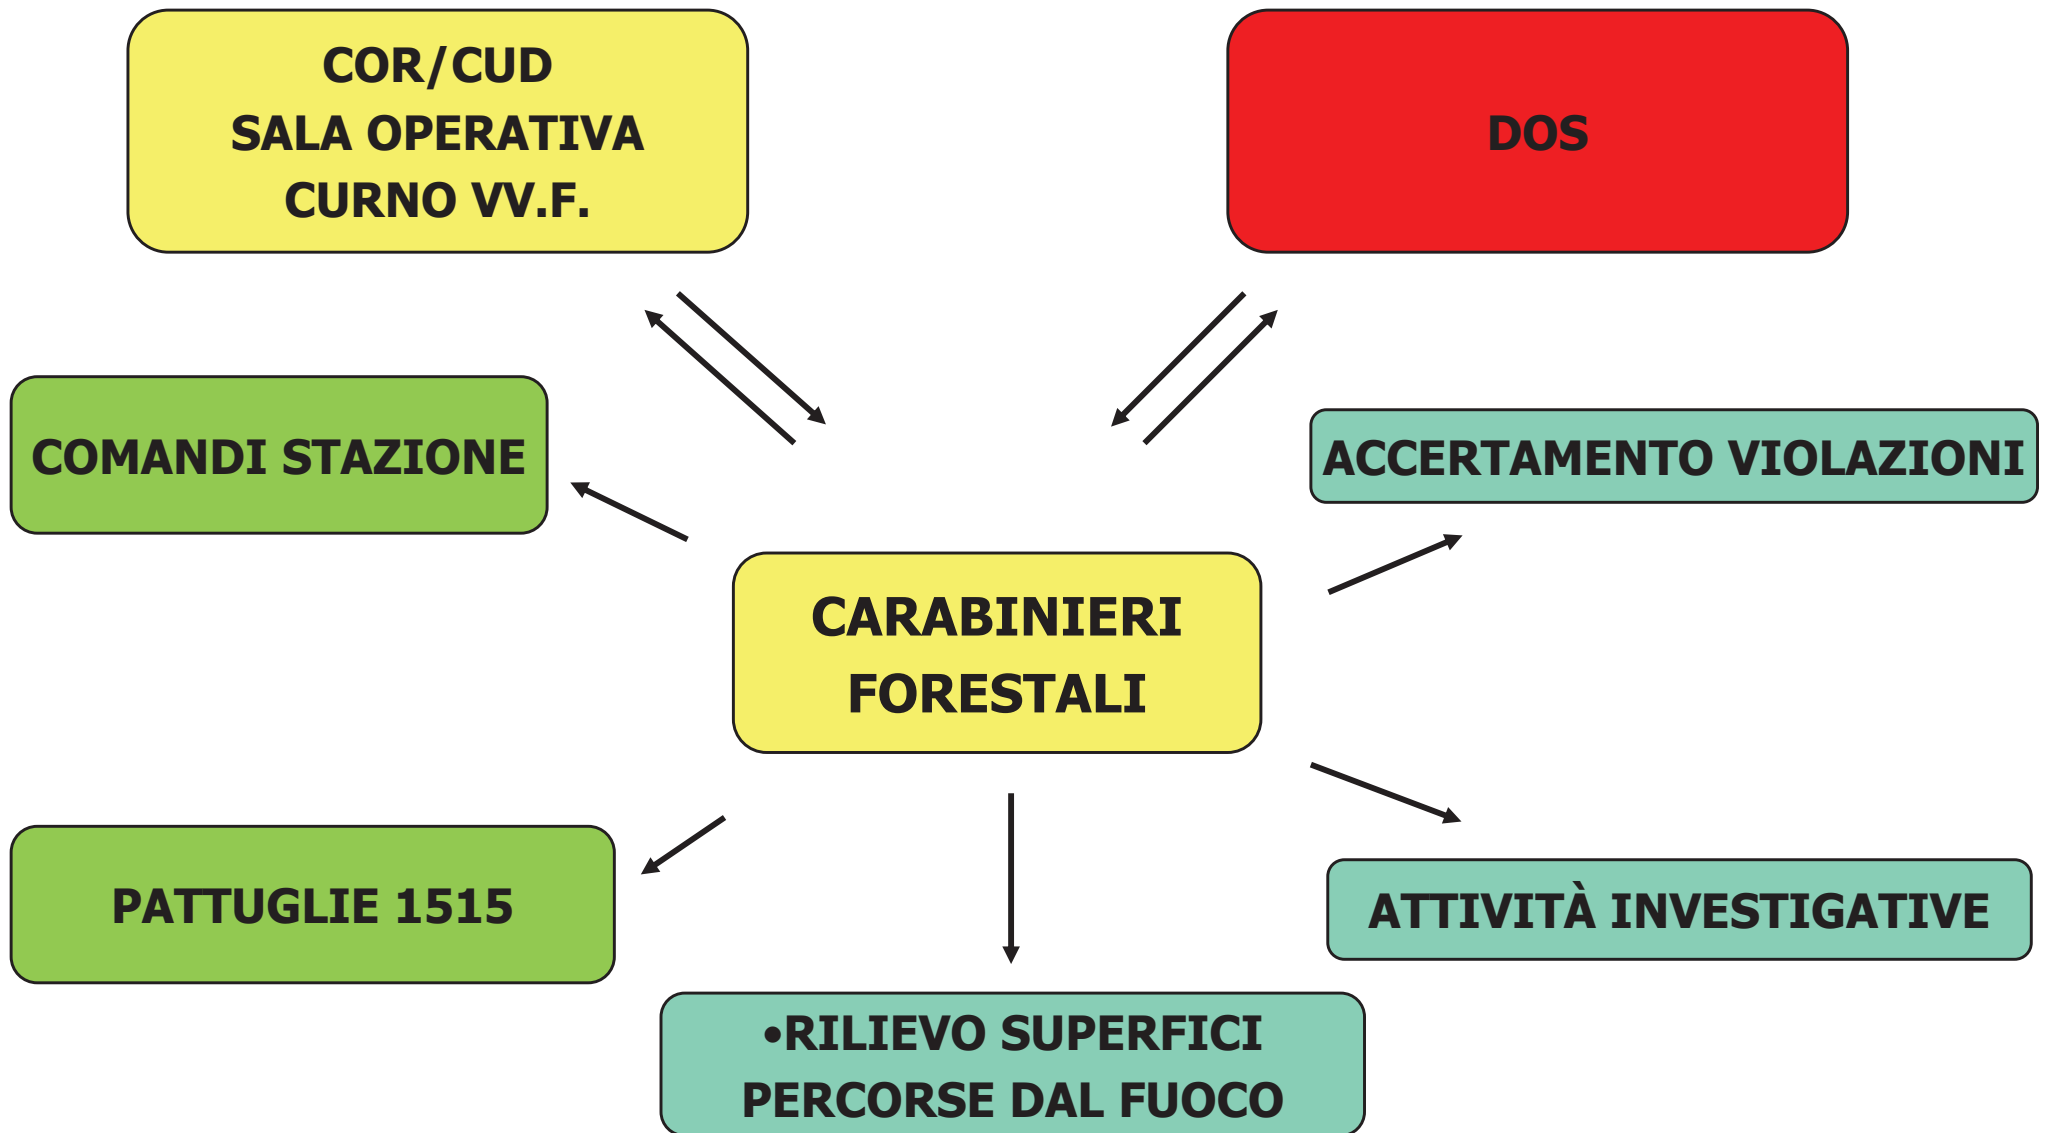 COR/CUD
SALA OPERATIVA
CURNO VV.F.
DOS
COMANDI STAZIONE
ACCERTAMENTO VIOLAZIONI
CARABINIERI
FORESTALI
PATTUGLIE 1515
ATTIVITÀ INVESTIGATIVE
•RILIEVO SUPERFICI
PERCORSE DAL FUOCO